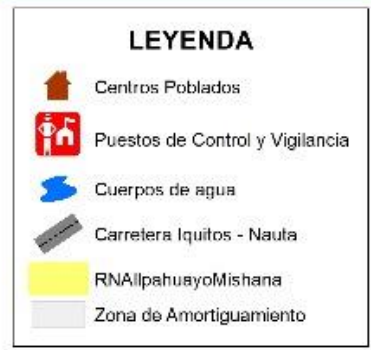 LEYENDA
Centros Poblados
Puestos de Control y Vigilancia
Cuerpos de agua
Carretera Iquitos - Nauta
RNAllpahuayoMishana
Zona de Amortiguamiento